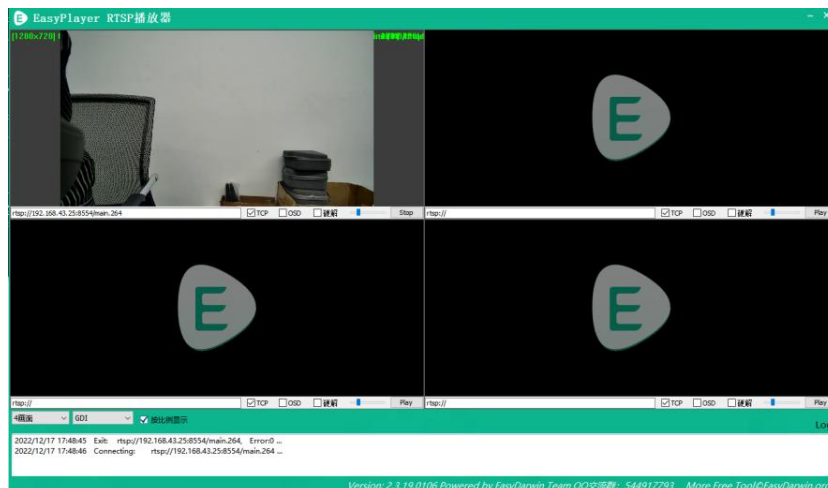 EasyPlayer RTSP播放器
[1280x720]
rtsp://192.168.43.25:8554/main.264 TCP OSD 硬解 Stop
rtsp:// TCP OSD 硬解 Play
E
E
E
rtsp:// TCP OSD 硬解 Play
rtsp:// TCP OSD 硬解 Play
4画面 GDI 按比例显示
Log
2022/12/17 17:48:45 Exit: rtsp://192.168.43.25:8554/main.264, Error:0 ...
2022/12/17 17:48:46 Connecting: rtsp://192.168.43.25:8554/main.264 ...
Version: 2.3.19.0106 Powered by EasyDarwin Team QQ交流群: 544917793 More Free Tool©EasyDarwin.org